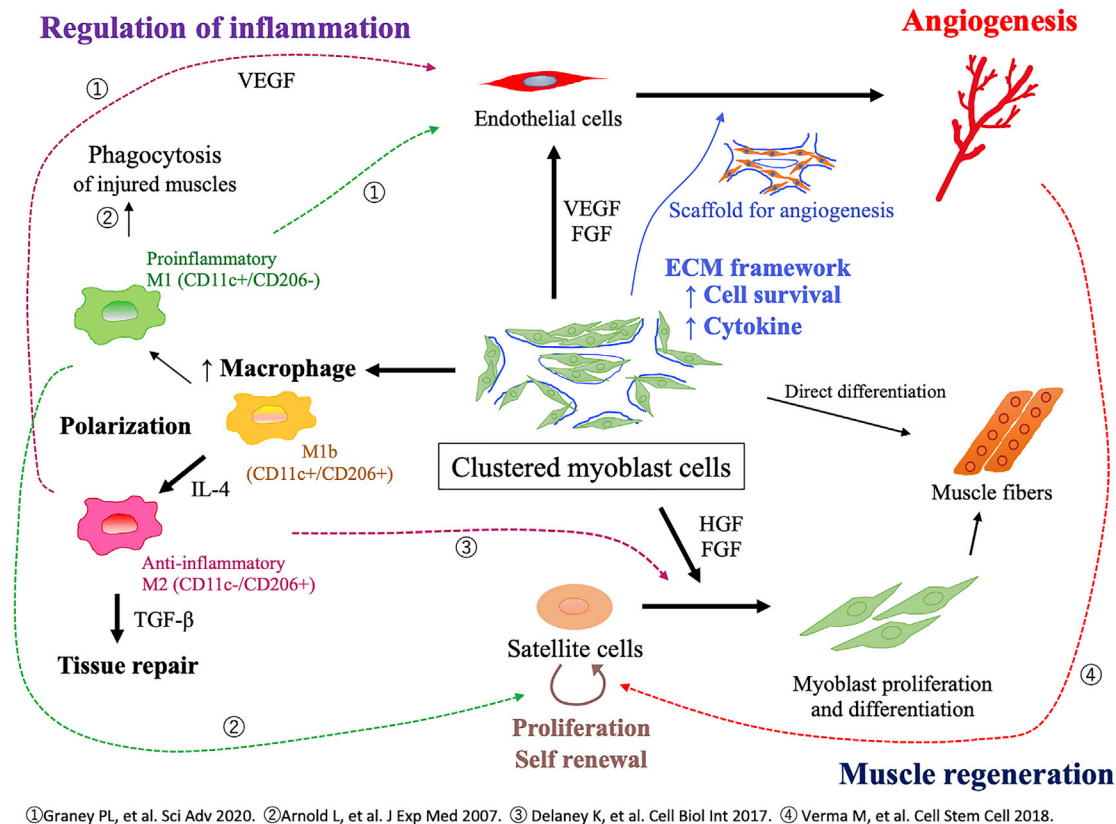 Regulation of inflammation
Angiogenesis
①
VEGF
Endothelial cells
Phagocytosis
of injured muscles
②
①
VEGF
FGF
Scaffold for angiogenesis
Proinflammatory
M1 (CD11c+/CD206-)
ECM framework
↑ Cell survival
↑ Cytokine
↑ Macrophage
Direct differentiation
Polarization
M1b
(CD11c+/CD206+)
Clustered myoblast cells
IL-4
Muscle fibers
HGF
FGF
③
Anti-inflammatory
M2 (CD11c-/CD206+)
TGF-β
Satellite cells
Tissue repair
Myoblast proliferation
and differentiation
④
②
Proliferation
Self renewal
Muscle regeneration
①Graney PL, et al. Sci Adv 2020. ②Arnold L, et al. J Exp Med 2007. ③ Delaney K, et al. Cell Biol Int 2017. ④ Verma M, et al. Cell Stem Cell 2018.